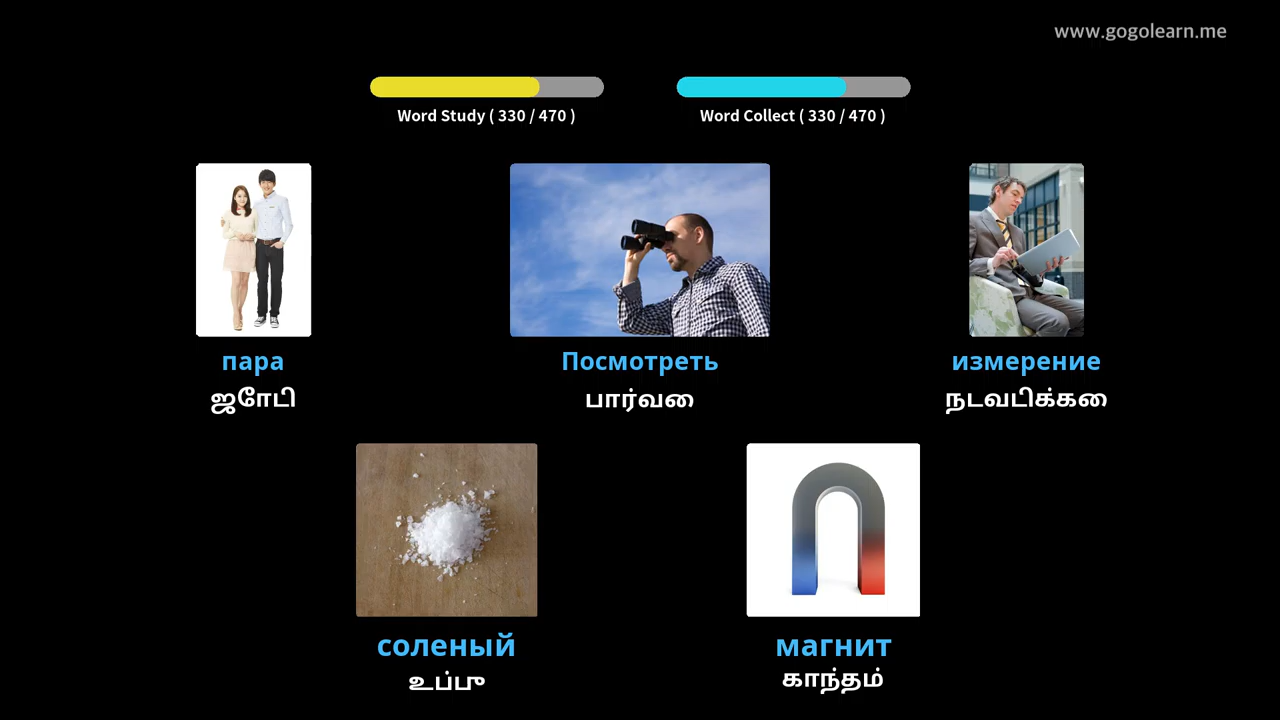 www.gogolearn.me
Word Study ( 330 / 470 )
Word Collect ( 330 / 470 )
пара
ஜோடி
Посмотреть
பார்வை
измерение
நடவடிக்கை
соленый
உப்பு
магнит
காந்தம்